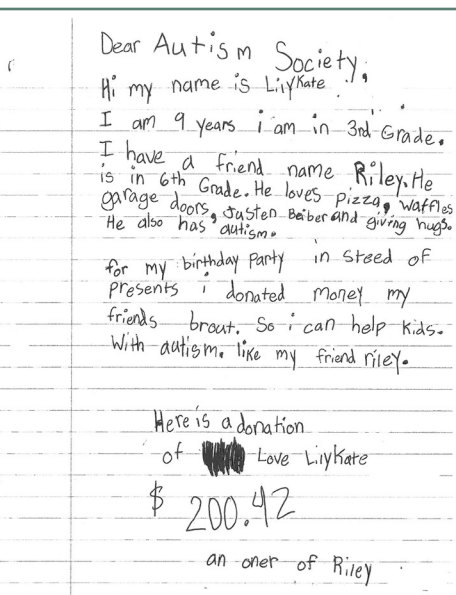 Dear Autism Society,
Hi my name is LilyKate
I am 9 years i am in 3rd Grade.
I have a friend name Riley. He
is in 6th Grade. He loves pizza, waffles
garage doors, Justen Beiber and giving hugs.
He also has autism.
for my birthday Party in steed of
presents i donated money my
friends brout. So i can help kids.
With autism. like my friend riley.
Here is a donation
of Love LilyKate
$ 200.42
an oner of Riley